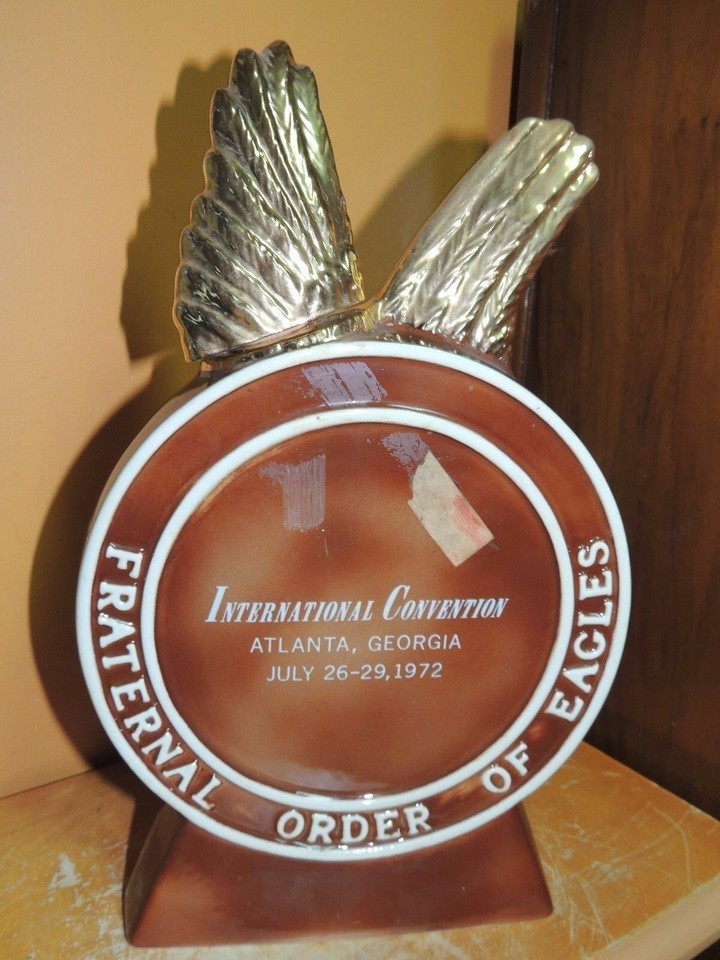 INTERNATIONAL CONVENTION
ATLANTA, GEORGIA
JULY 26-29, 1972
FRATERNAL ORDER OF EAGLES